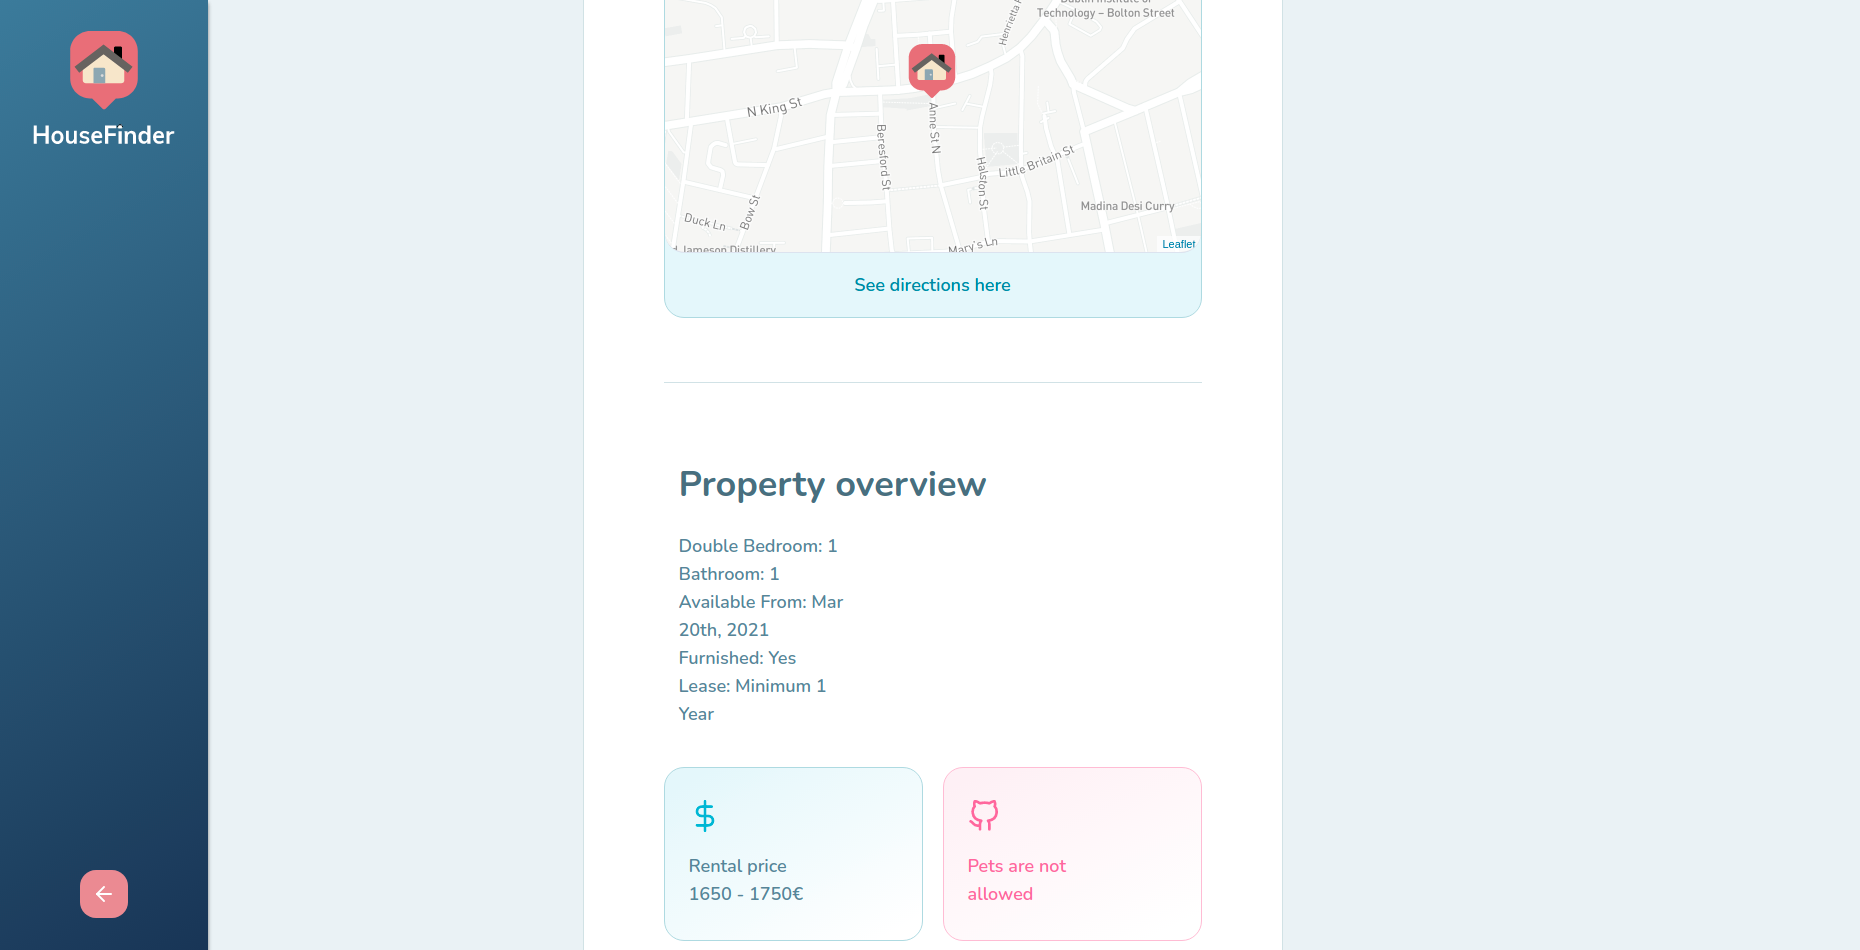 HouseFinder
Technology – Bolton Street
Henrietta
N King St
Anne St N
Beresford St
Halston St
Little Britain St
Bow St
Duck Ln
Madina Desi Curry
Jameson Distillery
Mary's Ln
Leaflet
See directions here
Property overview
Double Bedroom: 1
Bathroom: 1
Available From: Mar
20th, 2021
Furnished: Yes
Lease: Minimum 1
Year
Rental price
1650 - 1750€
Pets are not
allowed